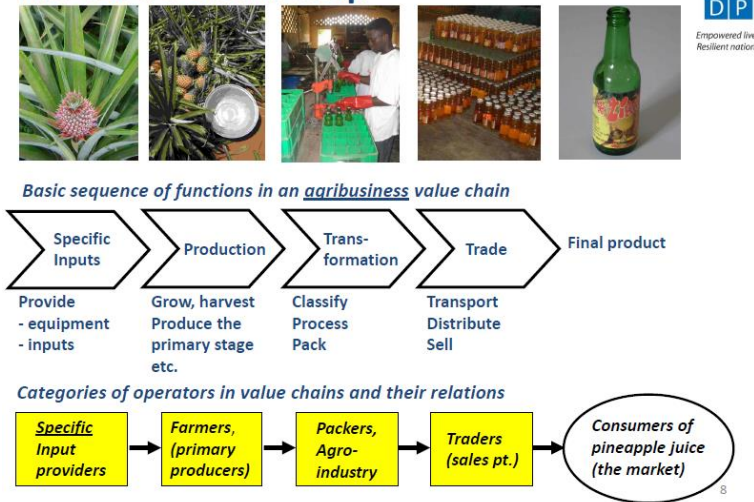 D P
Empowered live
Resilient nation
Basic sequence of functions in an agribusiness value chain
Specific
Inputs
Production
Trans-
formation
Trade
Final product
Provide
- equipment
- inputs
Grow, harvest
Produce the
primary stage
etc.
Classify
Process
Pack
Transport
Distribute
Sell
Categories of operators in value chains and their relations
Specific
Input
providers
Farmers,
(primary
producers)
Packers,
Agro-
industry
Traders
(sales pt.)
Consumers of
pineapple juice
(the market)
8